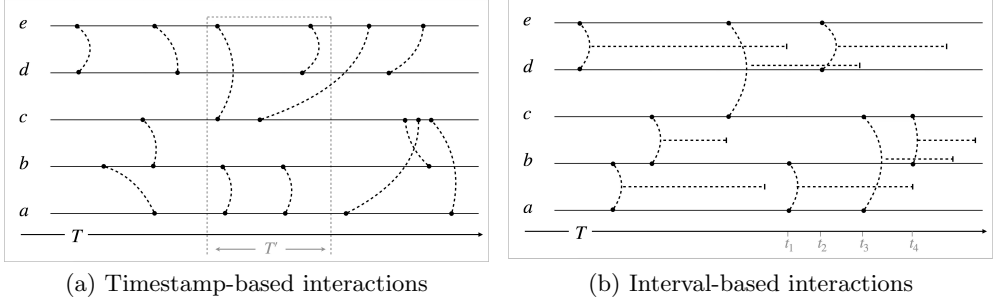 e
d
c
b
a
T
T'
(a) Timestamp-based interactions
e
d
c
b
a
T
t1 t2 t3 t4
(b) Interval-based interactions